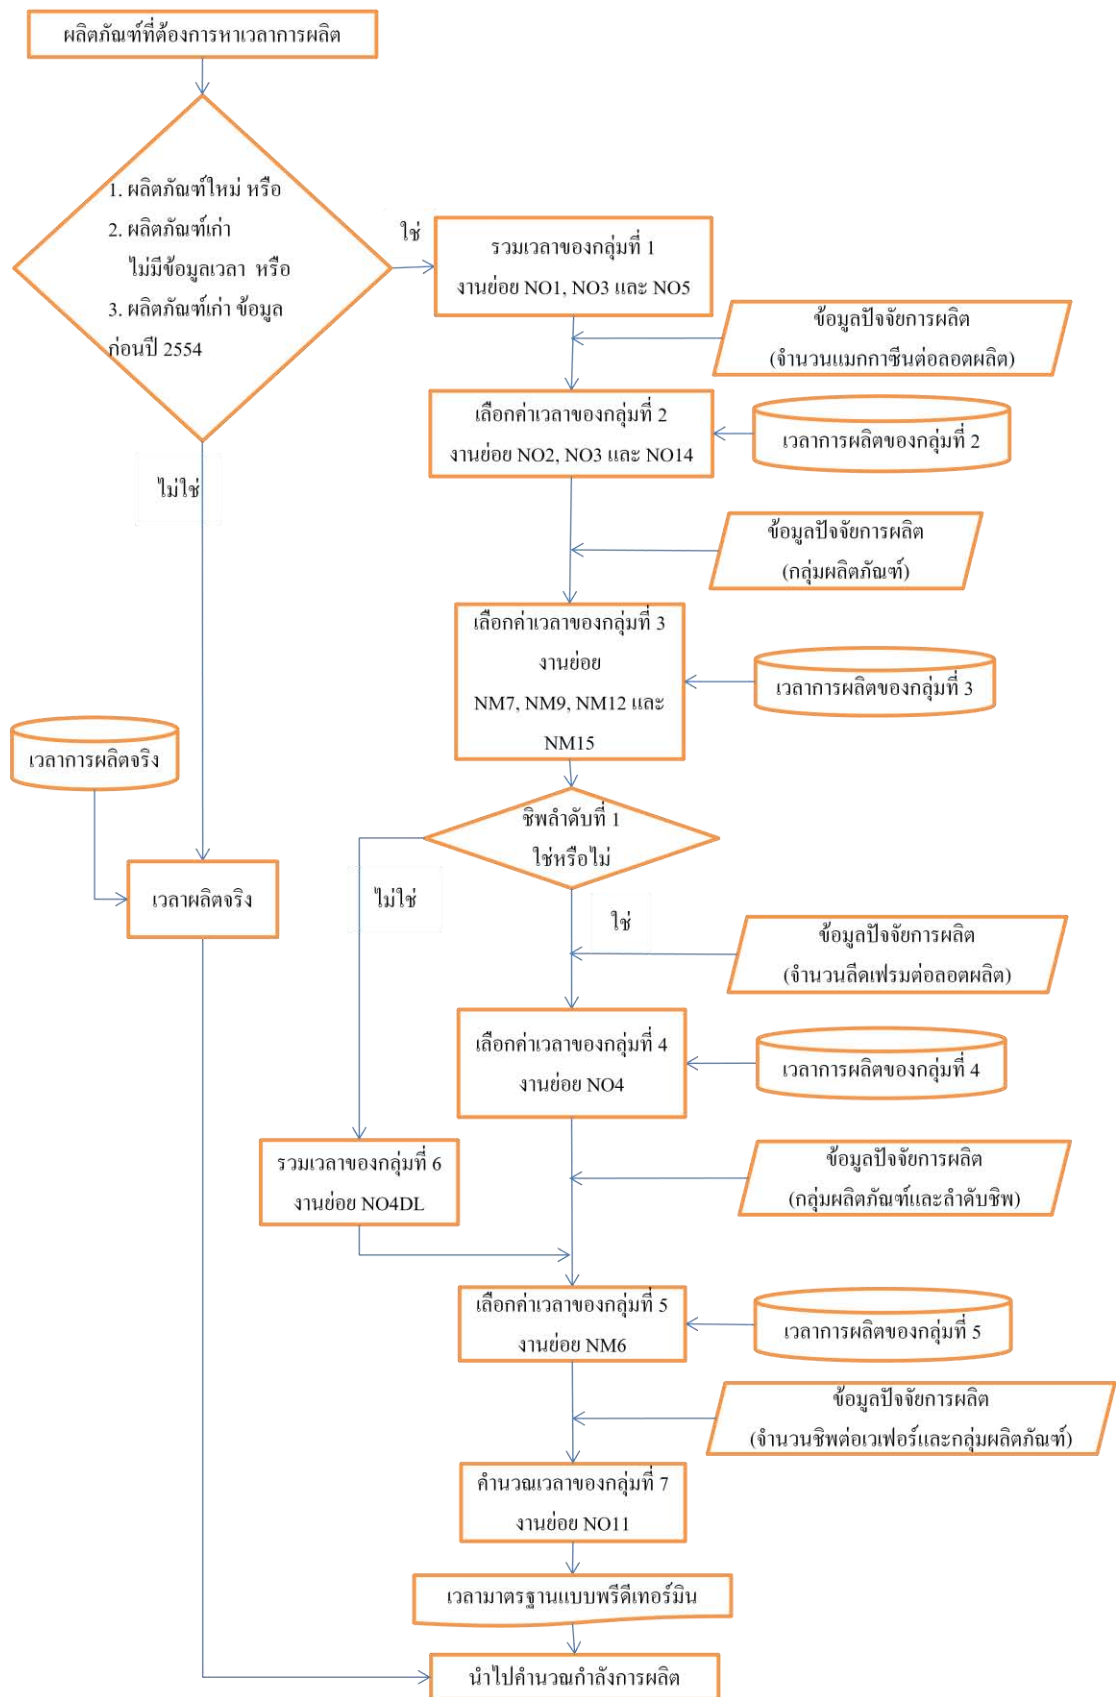 ผลิตภัณฑ์ที่ต้องการหาเวลาการผลิต
1. ผลิตภัณฑ์ใหม่ หรือ
2. ผลิตภัณฑ์เก่า
ไม่มีข้อมูลเวลา หรือ
3. ผลิตภัณฑ์เก่า ข้อมูล
ก่อนปี 2554
ใช่
ไม่ใช่
รวมเวลาของกลุ่มที่ 1
งานย่อย NO1, NO3 และ NO5
ข้อมูลปัจจัยการผลิต
(จำนวนแมกกาซีนต่อลอตผลิต)
เลือกค่าเวลาของกลุ่มที่ 2
งานย่อย NO2, NO3 และ NO14
เวลาการผลิตของกลุ่มที่ 2
ข้อมูลปัจจัยการผลิต
(กลุ่มผลิตภัณฑ์)
เลือกค่าเวลาของกลุ่มที่ 3
งานย่อย
NM7, NM9, NM12 และ
NM15
เวลาการผลิตของกลุ่มที่ 3
เวลาการผลิตจริง
เวลาผลิตจริง
ชิพลำดับที่ 1
ใช่หรือไม่
ไม่ใช่
ใช่
ข้อมูลปัจจัยการผลิต
(จำนวนลีดเฟรมต่อลอตผลิต)
เลือกค่าเวลาของกลุ่มที่ 4
งานย่อย NO4
เวลาการผลิตของกลุ่มที่ 4
รวมเวลาของกลุ่มที่ 6
งานย่อย NO4DL
ข้อมูลปัจจัยการผลิต
(กลุ่มผลิตภัณฑ์และลำดับชิพ)
เลือกค่าเวลาของกลุ่มที่ 5
งานย่อย NM6
เวลาการผลิตของกลุ่มที่ 5
ข้อมูลปัจจัยการผลิต
(จำนวนชิพต่อเวเฟอร์และกลุ่มผลิตภัณฑ์)
คำนวณเวลาของกลุ่มที่ 7
งานย่อย NO11
เวลามาตรฐานแบบพรีดีเทอร์มิน
นำไปคำนวณกำลังการผลิต